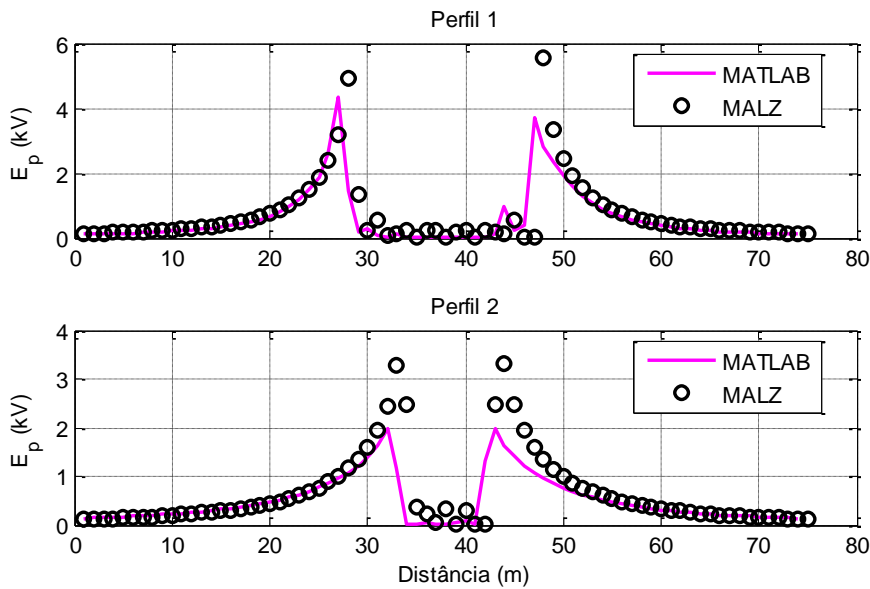 Perfil 1
6
4
2
0
E_p (kV)
MATLAB
MALZ
0 10 20 30 40 50 60 70 80
Perfil 2
4
3
2
1
0
E_p (kV)
MATLAB
MALZ
0 10 20 30 40 50 60 70 80
Distância (m)